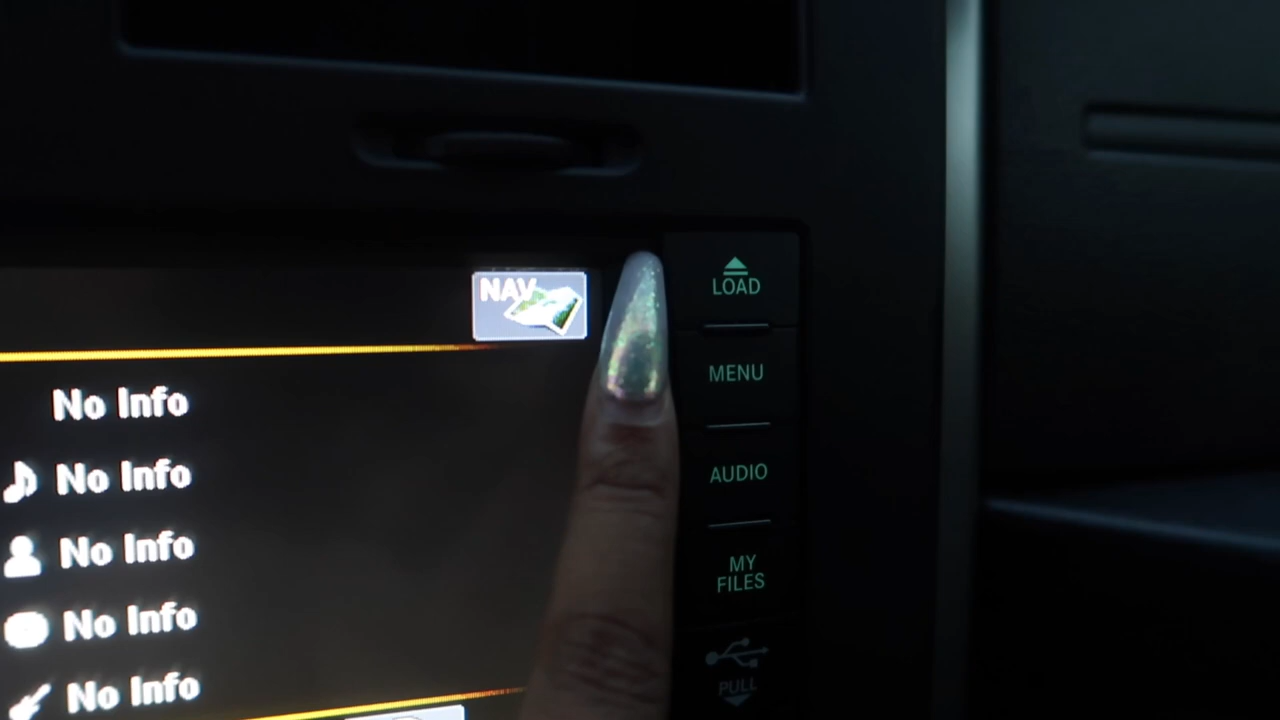 NAV
No Info
No Info
No Info
No Info
No Info
LOAD
MENU
AUDIO
MY
FILES
PULL